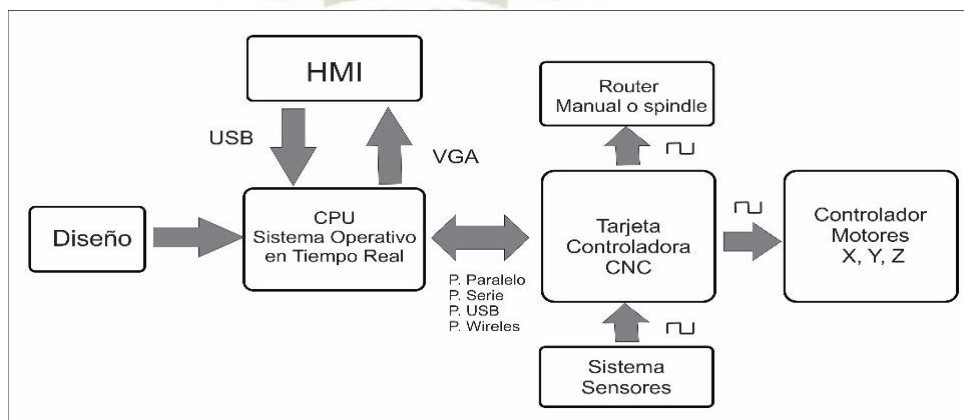 HMI
USB
VGA
Diseño
CPU
Sistema Operativo
en Tiempo Real
P. Paralelo
P. Serie
P. USB
P. Wireles
Router
Manual o spindle
Tarjeta
Controladora
CNC
Sistema
Sensores
Controlador
Motores
X, Y, Z